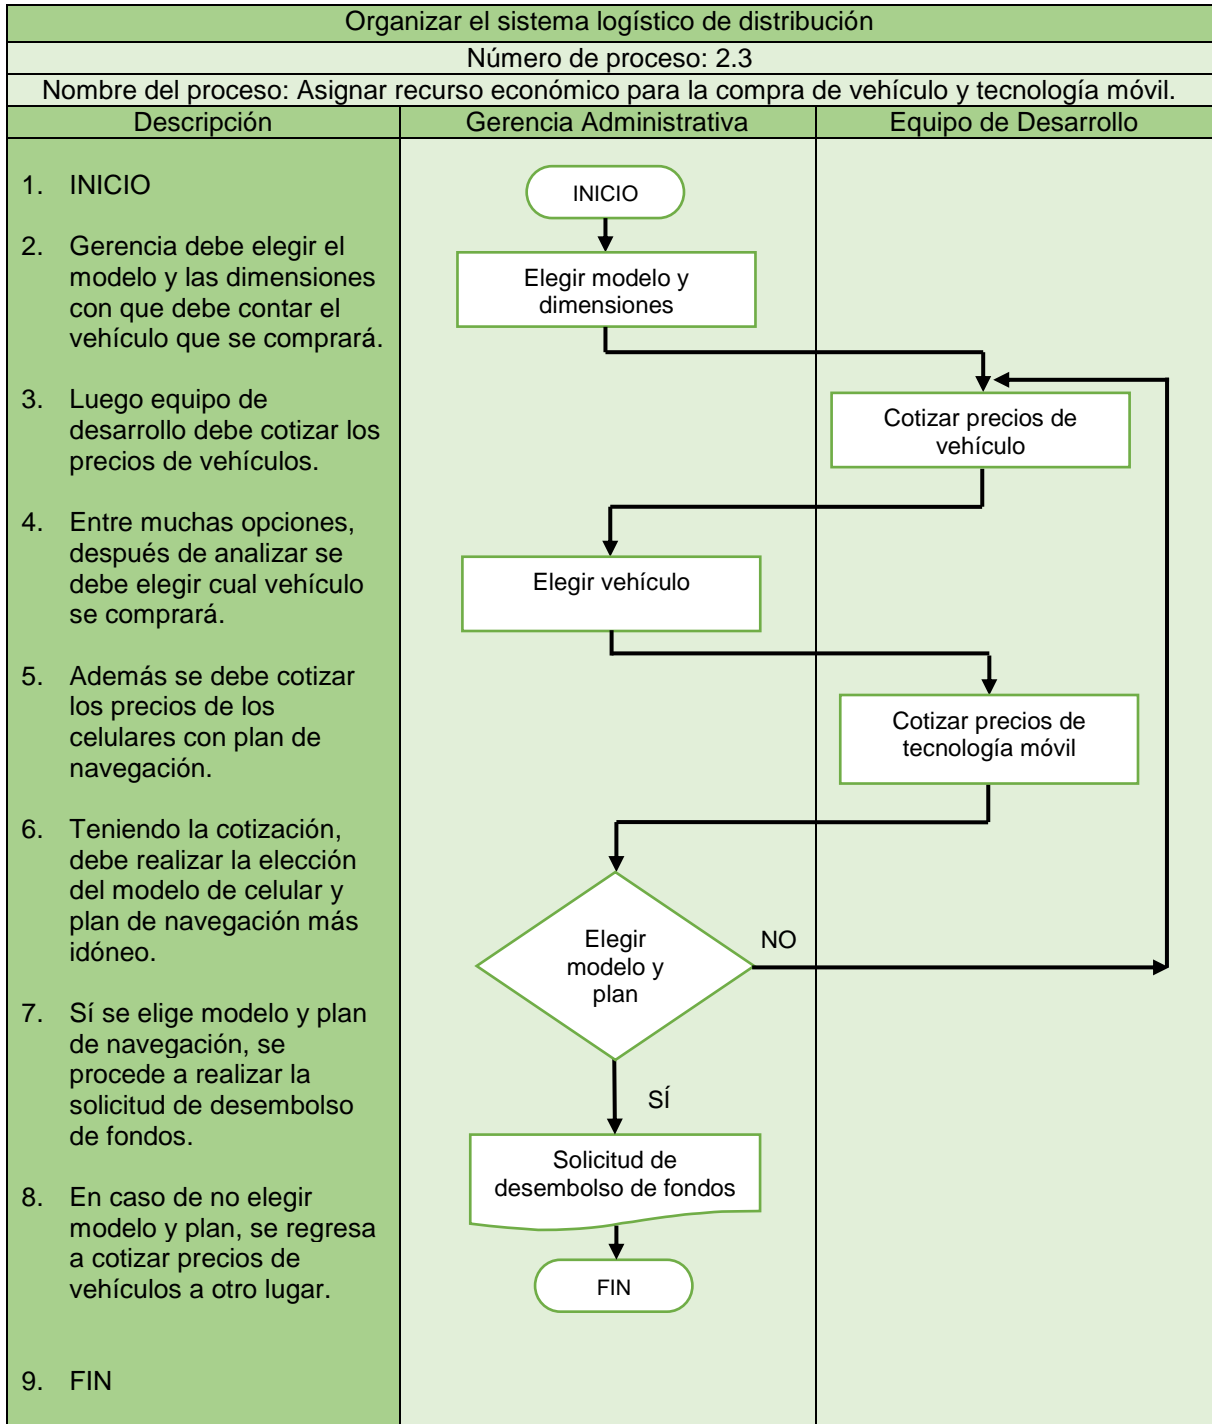 Organizar el sistema logístico de distribución
Número de proceso: 2.3
Nombre del proceso: Asignar recurso económico para la compra de vehículo y tecnología móvil.
Descripción
Gerencia Administrativa
Equipo de Desarrollo
1. INICIO
2. Gerencia debe elegir el
modelo y las dimensiones
con que debe contar el
vehículo que se comprará.
3. Luego equipo de
desarrollo debe cotizar los
precios de vehículos.
4. Entre muchas opciones,
después de analizar se
debe elegir cual vehículo
se comprará.
5. Además se debe cotizar
los precios de los
celulares con plan de
navegación.
6. Teniendo la cotización,
debe realizar la elección
del modelo de celular y
plan de navegación más
idóneo.
7. Sí se elige modelo y plan
de navegación, se
procede a realizar la
solicitud de desembolso
de fondos.
8. En caso de no elegir
modelo y plan, se regresa
a cotizar precios de
vehículos a otro lugar.
9. FIN
INICIO
Elegir modelo y
dimensiones
Cotizar precios de
vehículo
Elegir vehículo
Cotizar precios de
tecnología móvil
Elegir
modelo y
plan
NO
SÍ
Solicitud de
desembolso de fondos
FIN